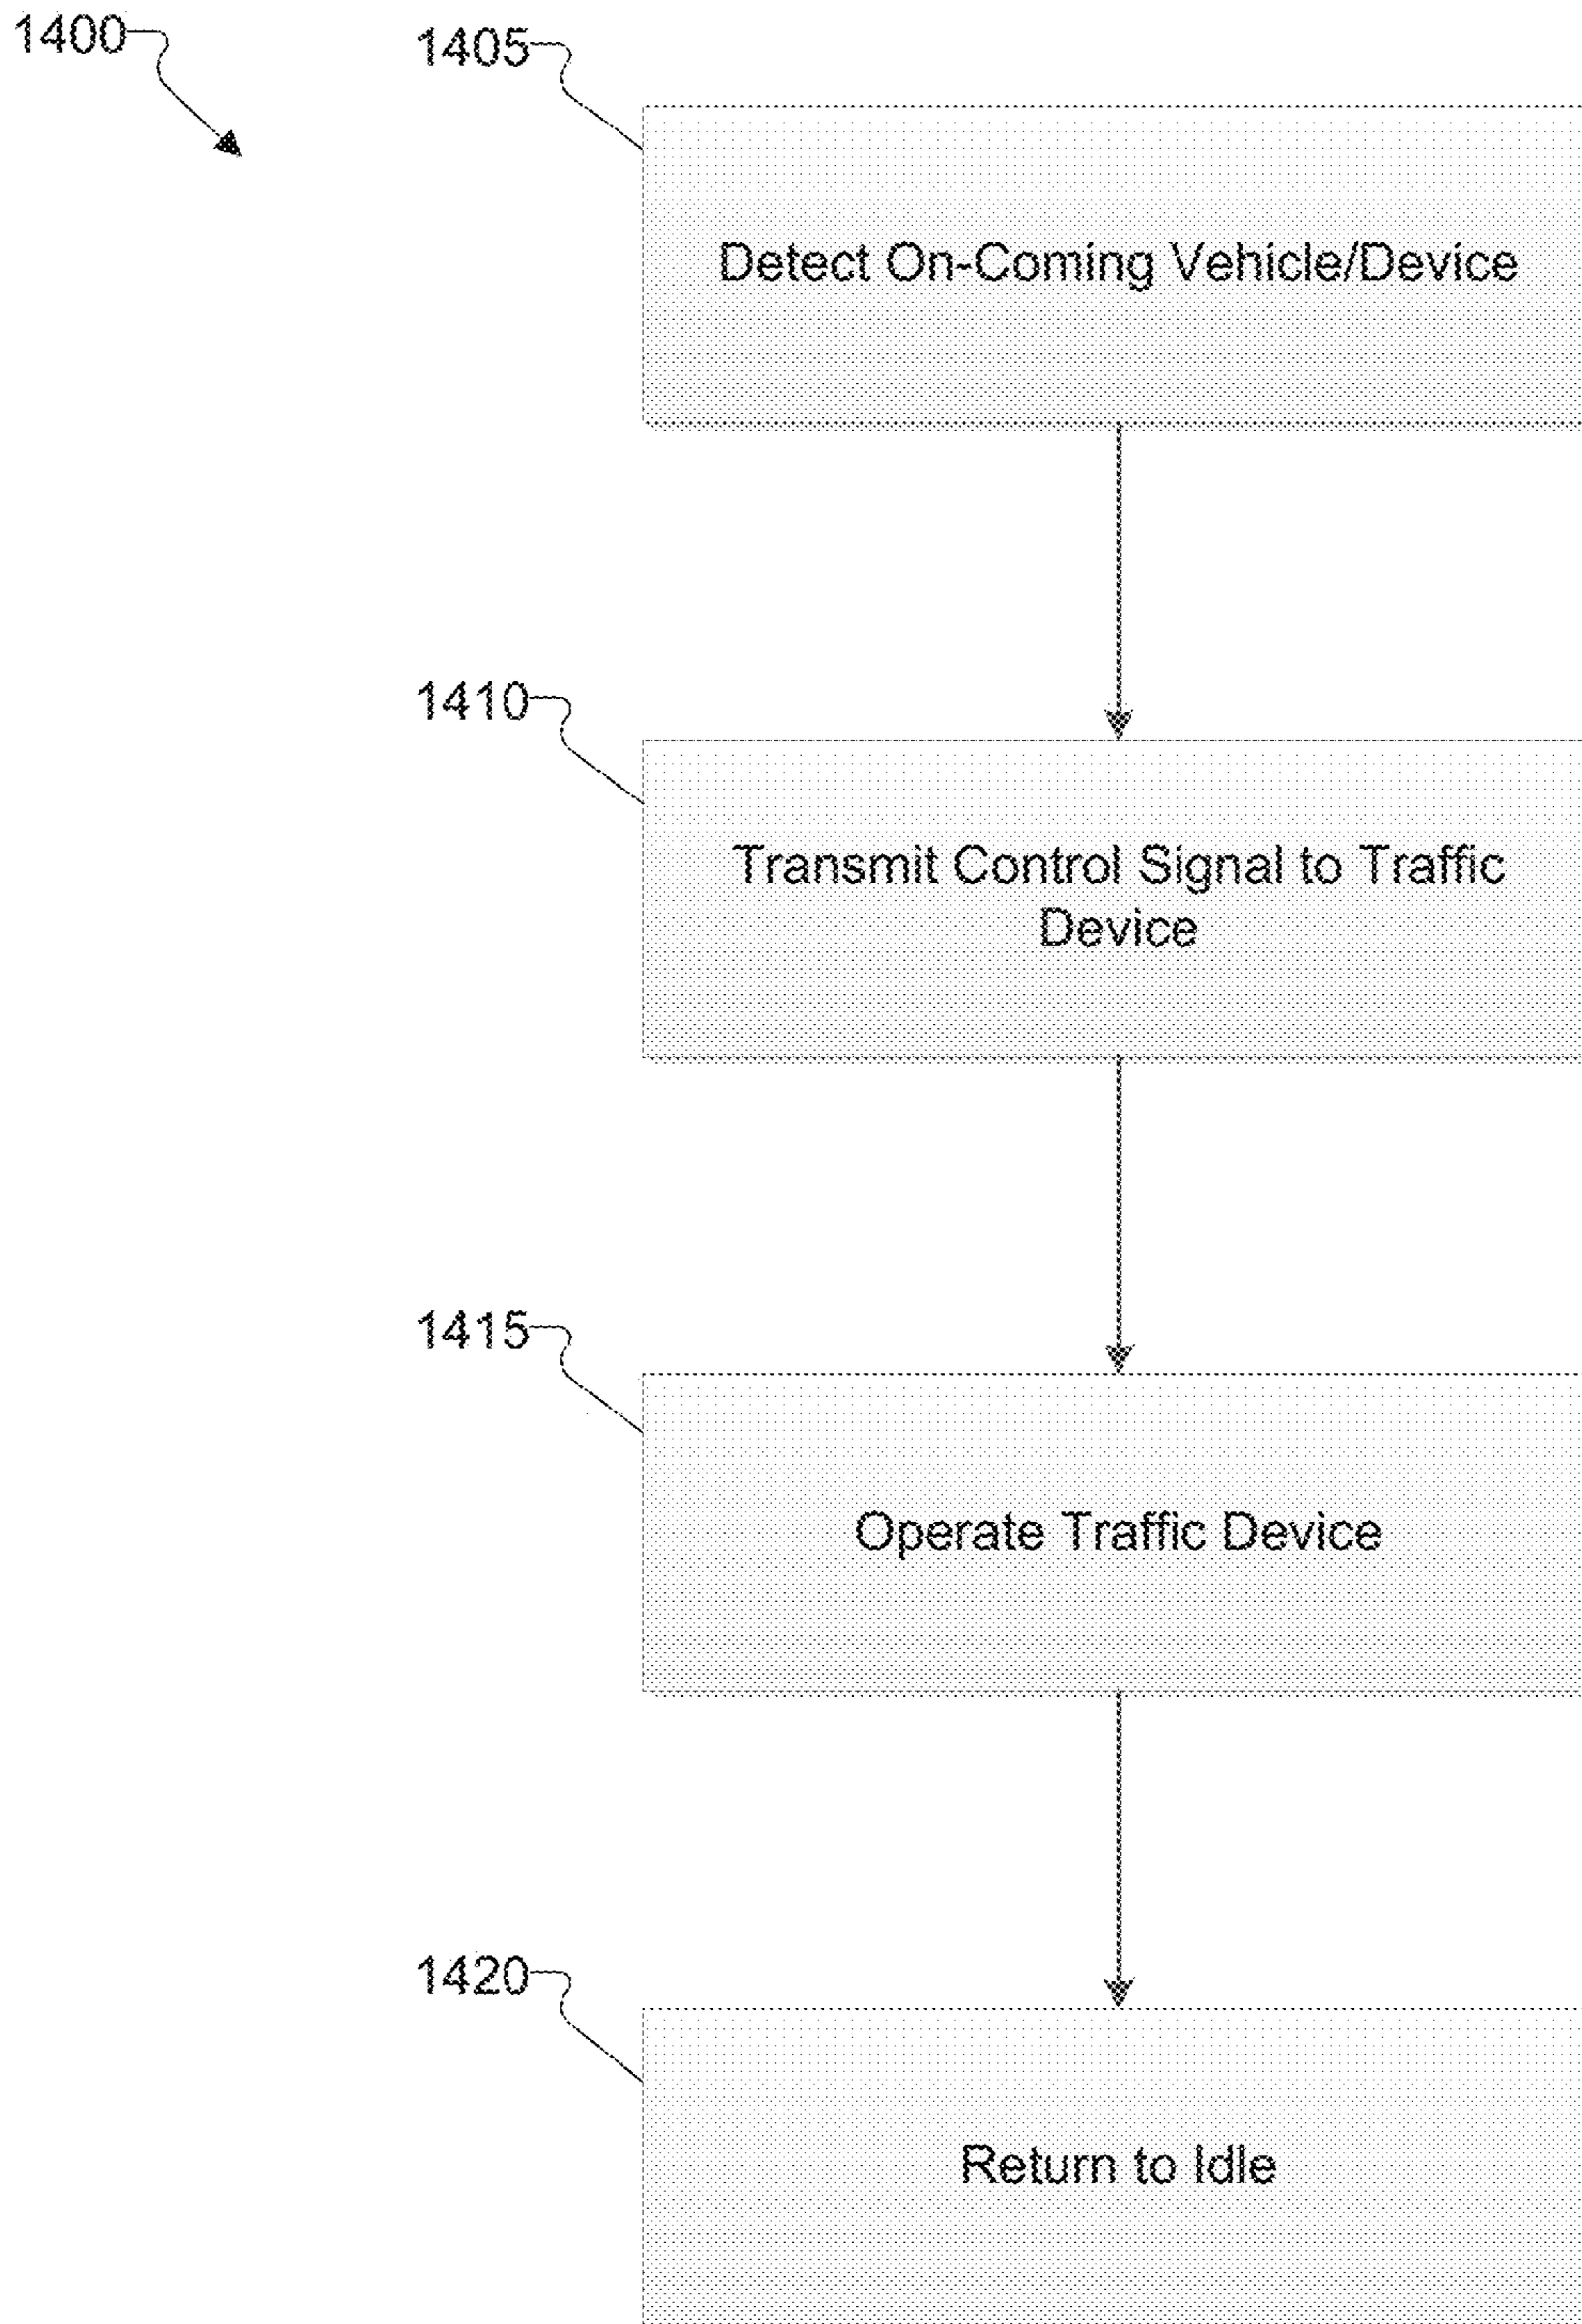 1400
1405
Detect On-Coming Vehicle/Device
1410
Transmit Control Signal to Traffic
Device
1415
Operate Traffic Device
1420
Return to Idle